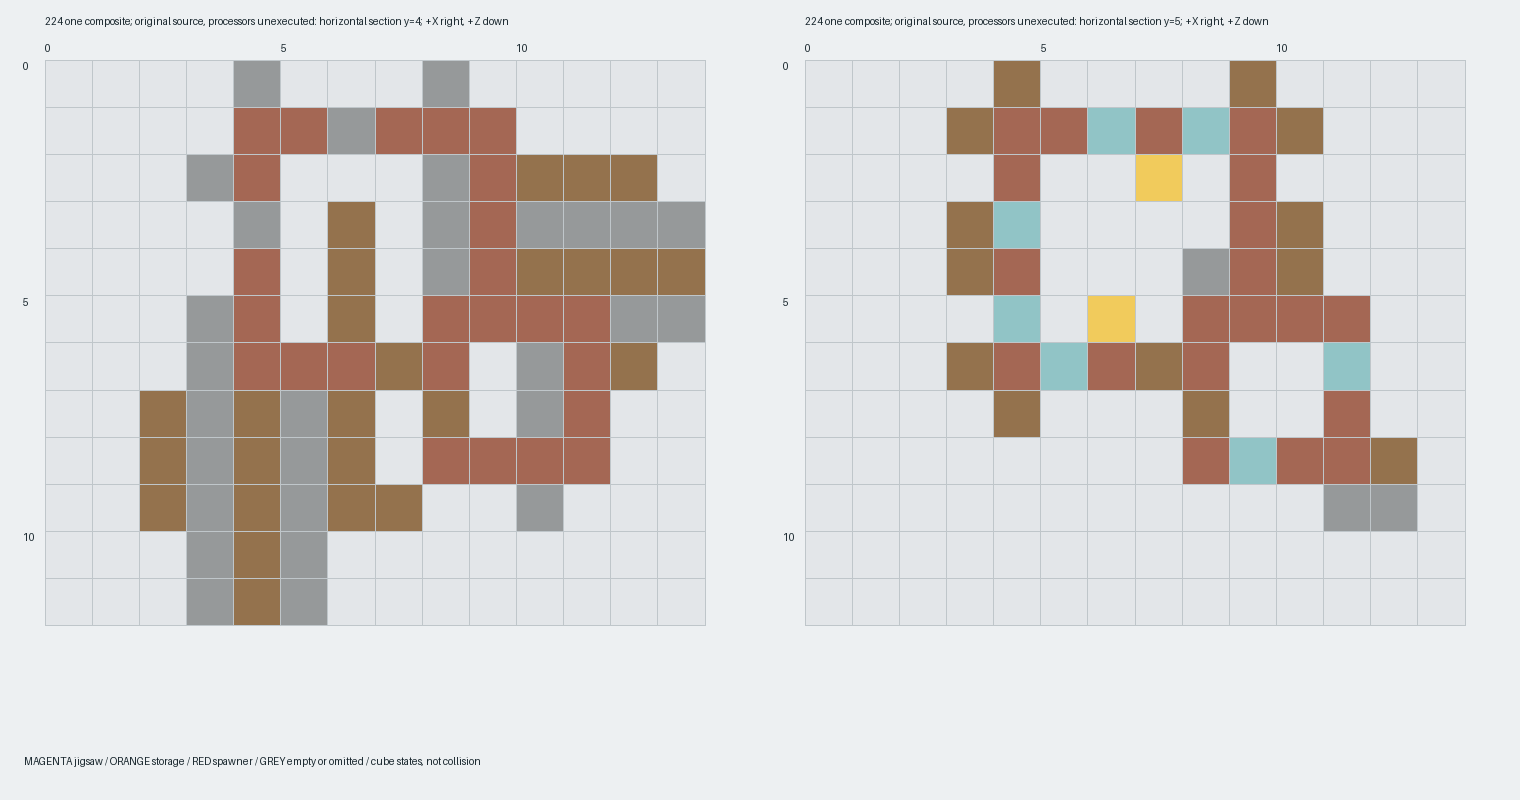 224 one composite; original source, processors unexecuted: horizontal section y=4; +X right, +Z down
0 5 10
0
5
10
224 one composite; original source, processors unexecuted: horizontal section y=5; +X right, +Z down
0 5 10
0
5
10
MAGENTA jigsaw / ORANGE storage / RED spawner / GREY empty or omitted / cube states, not collision